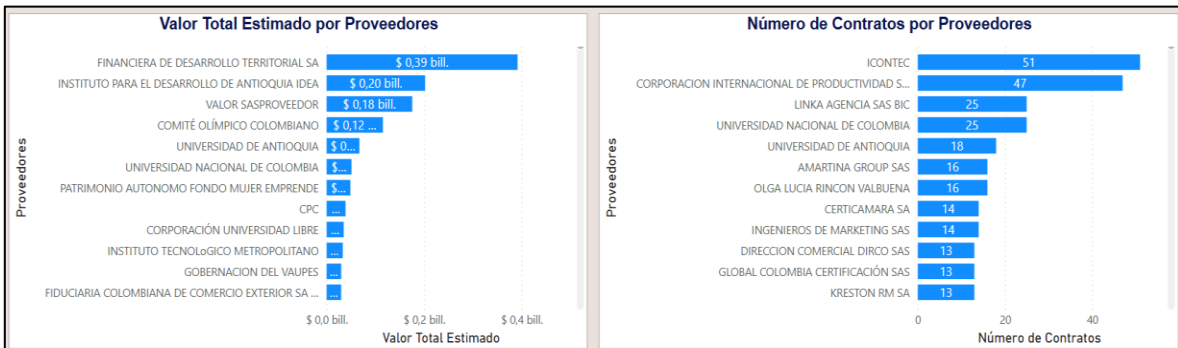 Valor Total Estimado por Proveedores
Proveedores
FINANCIERA DE DESARROLLO TERRITORIAL SA $ 0,39 bill.
INSTITUTO PARA EL DESARROLLO DE ANTIOQUIA IDEA $ 0,20 bill.
VALOR SASPROVEEDOR $ 0,18 bill.
COMITÉ OLÍMPICO COLOMBIANO $ 0,12 ...
UNIVERSIDAD DE ANTIOQUIA $ 0...
UNIVERSIDAD NACIONAL DE COLOMBIA $...
PATRIMONIO AUTONOMO FONDO MUJER EMPRENDE $...
CPC ...
CORPORACIÓN UNIVERSIDAD LIBRE ...
INSTITUTO TECNOLoGICO METROPOLITANO ...
GOBERNACION DEL VAUPES ...
FIDUCIARIA COLOMBIANA DE COMERCIO EXTERIOR SA ... ...
$ 0,0 bill. $ 0,2 bill. $ 0,4 bill.
Valor Total Estimado
Número de Contratos por Proveedores
Proveedores
ICONTEC 51
CORPORACION INTERNACIONAL DE PRODUCTIVIDAD S... 47
LINKA AGENCIA SAS BIC 25
UNIVERSIDAD NACIONAL DE COLOMBIA 25
UNIVERSIDAD DE ANTIOQUIA 18
AMARTINA GROUP SAS 16
OLGA LUCIA RINCON VALBUENA 16
CERTICAMARA SA 14
INGENIEROS DE MARKETING SAS 14
DIRECCION COMERCIAL DIRCO SAS 13
GLOBAL COLOMBIA CERTIFICACIÓN SAS 13
KRESTON RM SA 13
0 20 40
Número de Contratos